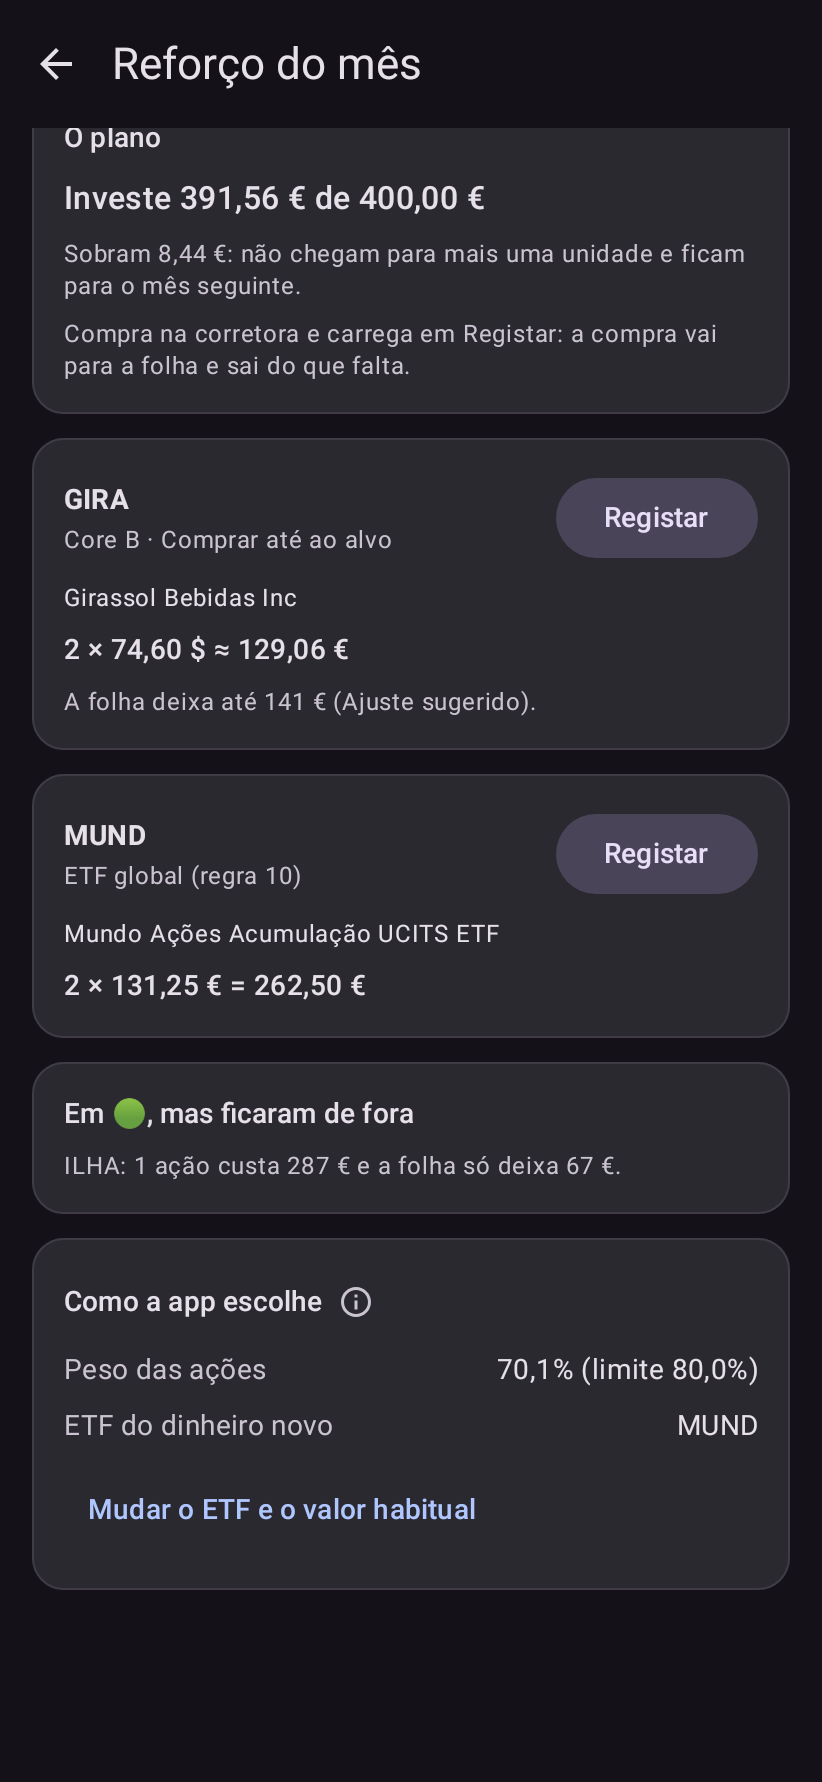 Reforço do mês
O plano
Investe 391,56 € de 400,00 €
Sobram 8,44 €: não chegam para mais uma unidade e ficam
para o mês seguinte.
Compra na corretora e carrega em Registar: a compra vai
para a folha e sai do que falta.
GIRA
Registar
Core B · Comprar até ao alvo
Girassol Bebidas Inc
2 × 74,60 $ ≈ 129,06 €
A folha deixa até 141 € (Ajuste sugerido).
MUND
Registar
ETF global (regra 10)
Mundo Ações Acumulação UCITS ETF
2 × 131,25 € = 262,50 €
Em 🟢, mas ficaram de fora
ILHA: 1 ação custa 287 € e a folha só deixa 67 €.
Como a app escolhe
Peso das ações 70,1% (limite 80,0%)
ETF do dinheiro novo MUND
Mudar o ETF e o valor habitual